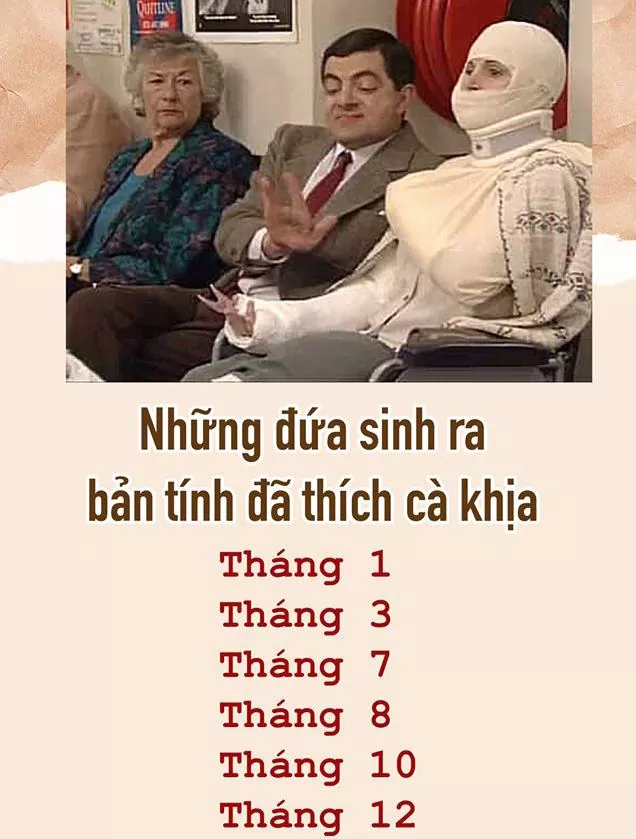 QUITLINE
Những đứa sinh ra
bản tính đã thích cà khịa
Tháng 1
Tháng 3
Tháng 7
Tháng 8
Tháng 10
Tháng 12